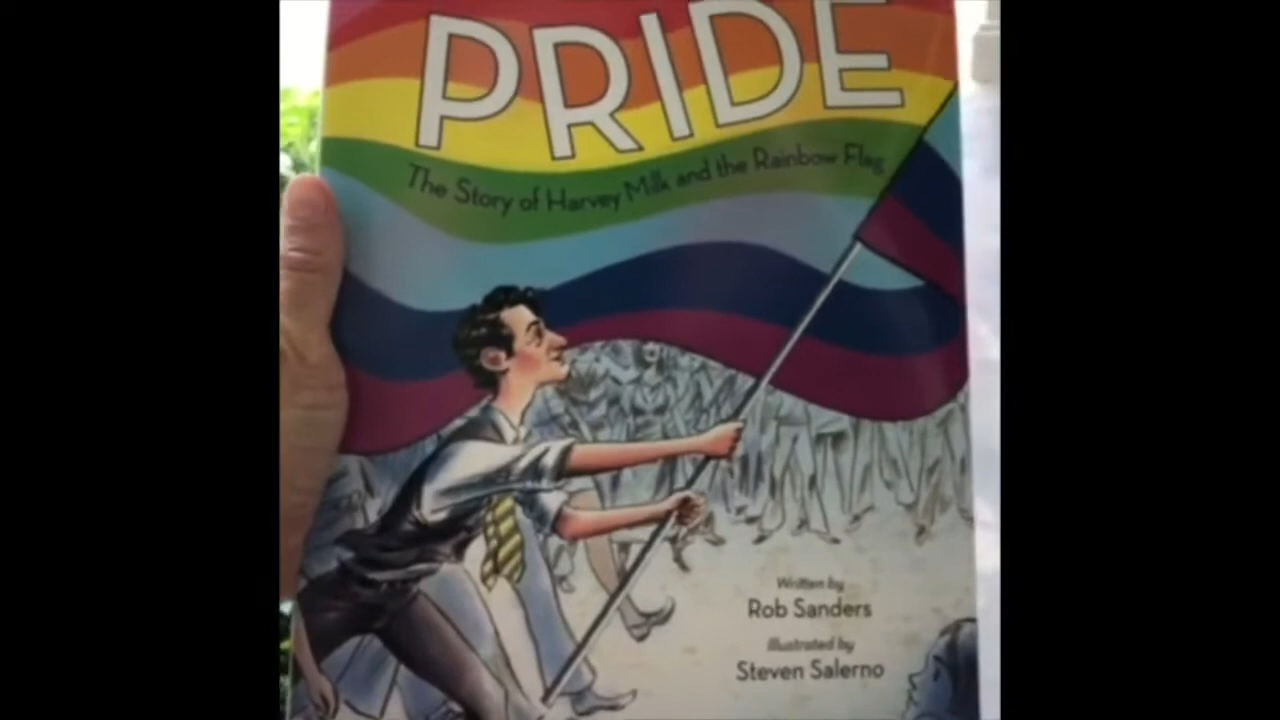 PRIDE
The Story of Harvey Milk and the Rainbow Flag
Written by
Rob Sanders
Illustrated by
Steven Salerno